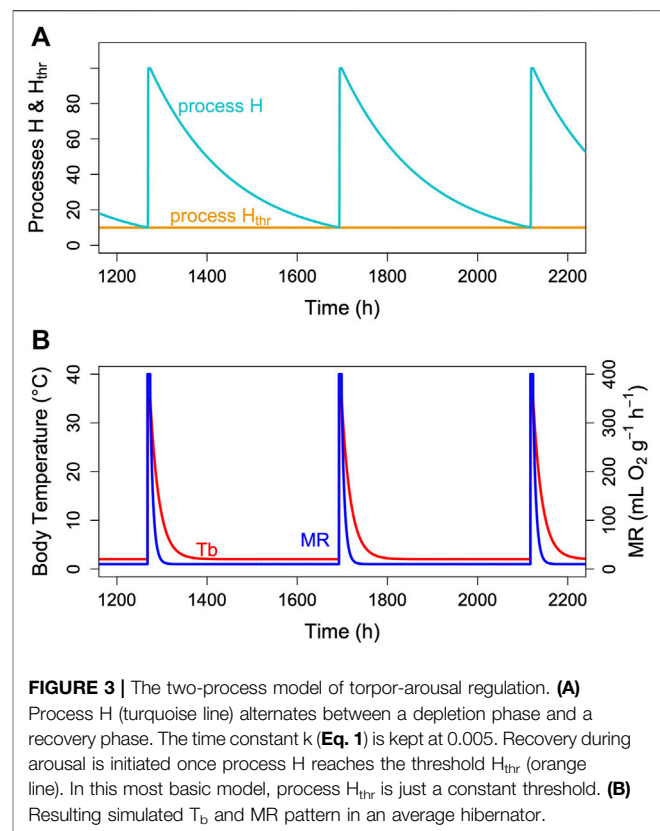 A
Processes H & Hthr
80
60
40
20
0
process H
process Hthr
1200 1400 1600 1800 2000 2200
Time (h)
B
Body Temperature (°C)
40
30
20
10
0
Tb
MR
400
300
200
100
0
MR (mL O2 g−1 h−1)
1200 1400 1600 1800 2000 2200
Time (h)
FIGURE 3 | The two-process model of torpor-arousal regulation. (A)
Process H (turquoise line) alternates between a depletion phase and a
recovery phase. The time constant k (Eq. 1) is kept at 0.005. Recovery during
arousal is initiated once process H reaches the threshold Hthr (orange
line). In this most basic model, process Hthr is just a constant threshold. (B)
Resulting simulated Tb and MR pattern in an average hibernator.